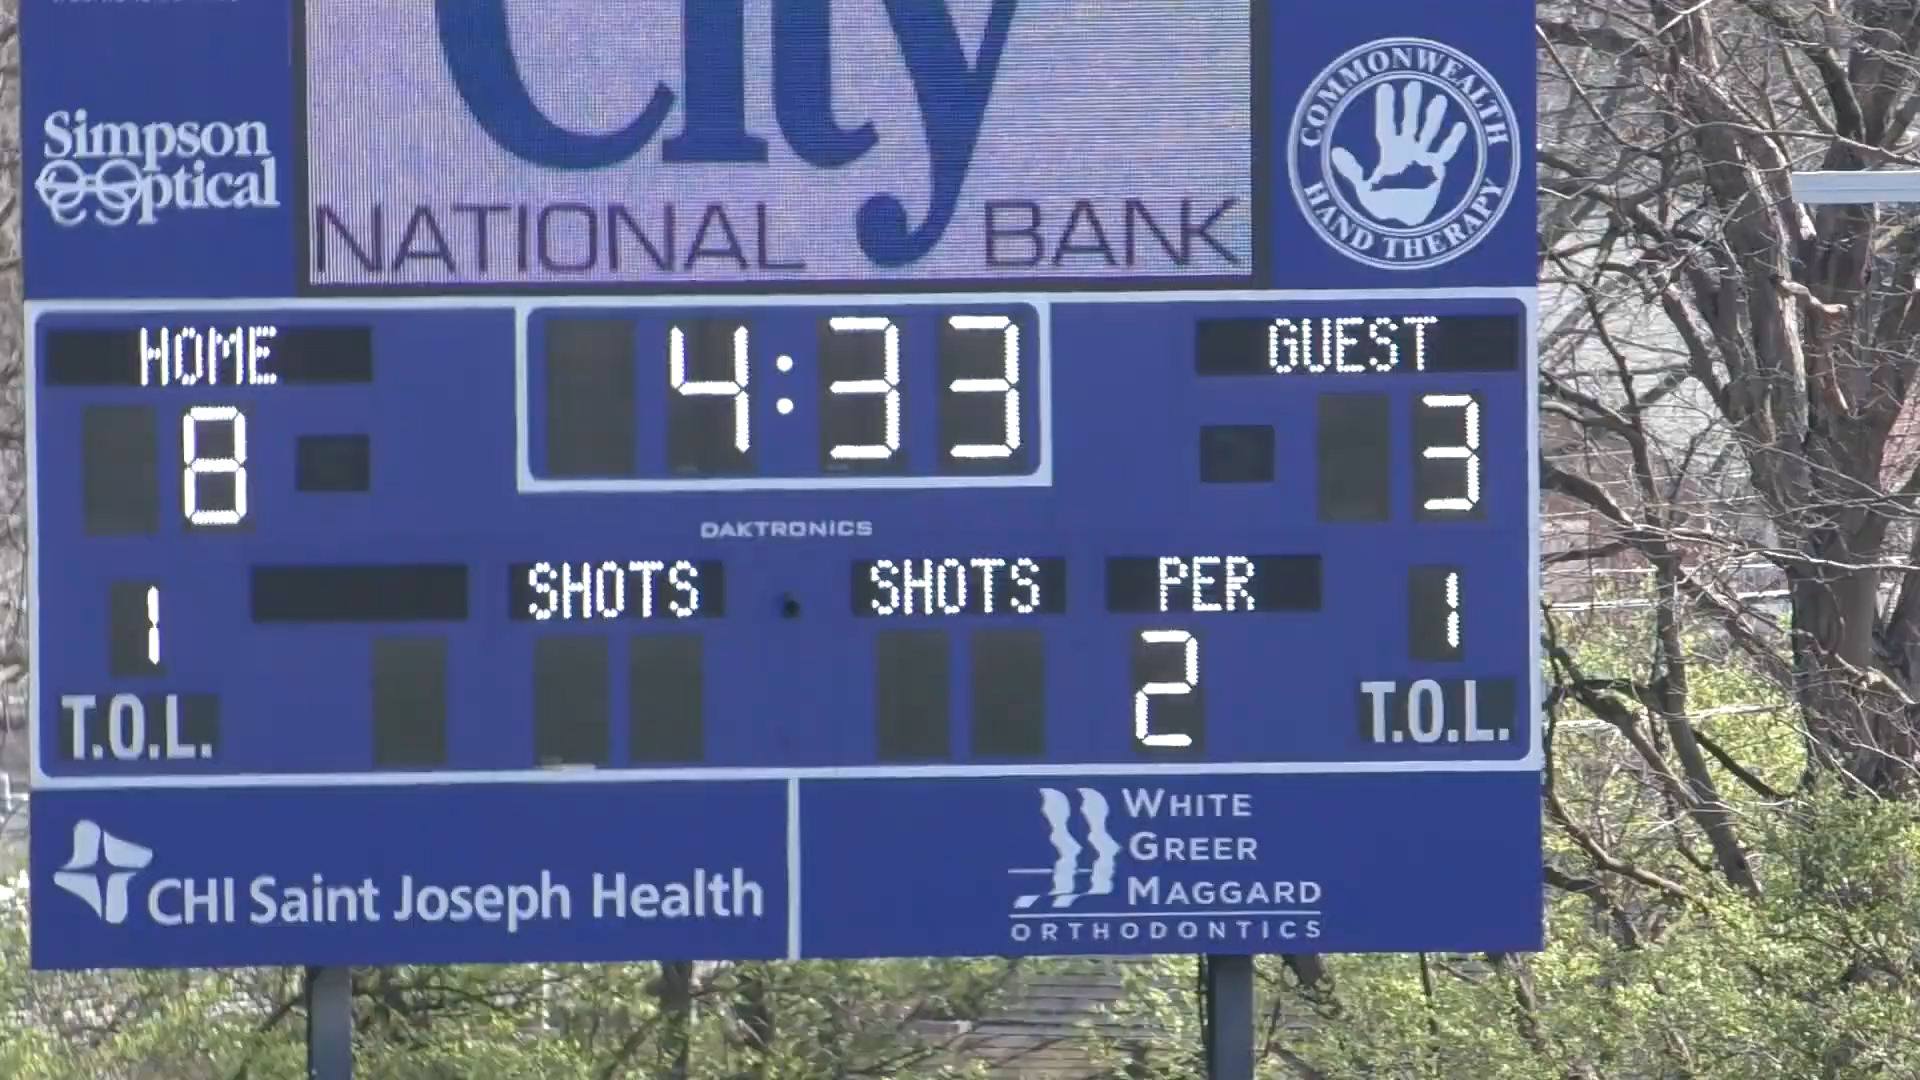 City
NATIONAL BANK
Simpson
Optical
COMMONWEALTH
HAND THERAPY
HOME
4:33
GUEST
8
3
DAKTRONICS
SHOTS
SHOTS
PER
1
2
1
T.O.L.
T.O.L.
CHI Saint Joseph Health
WHITE
GREER
MAGGARD
ORTHODONTICS